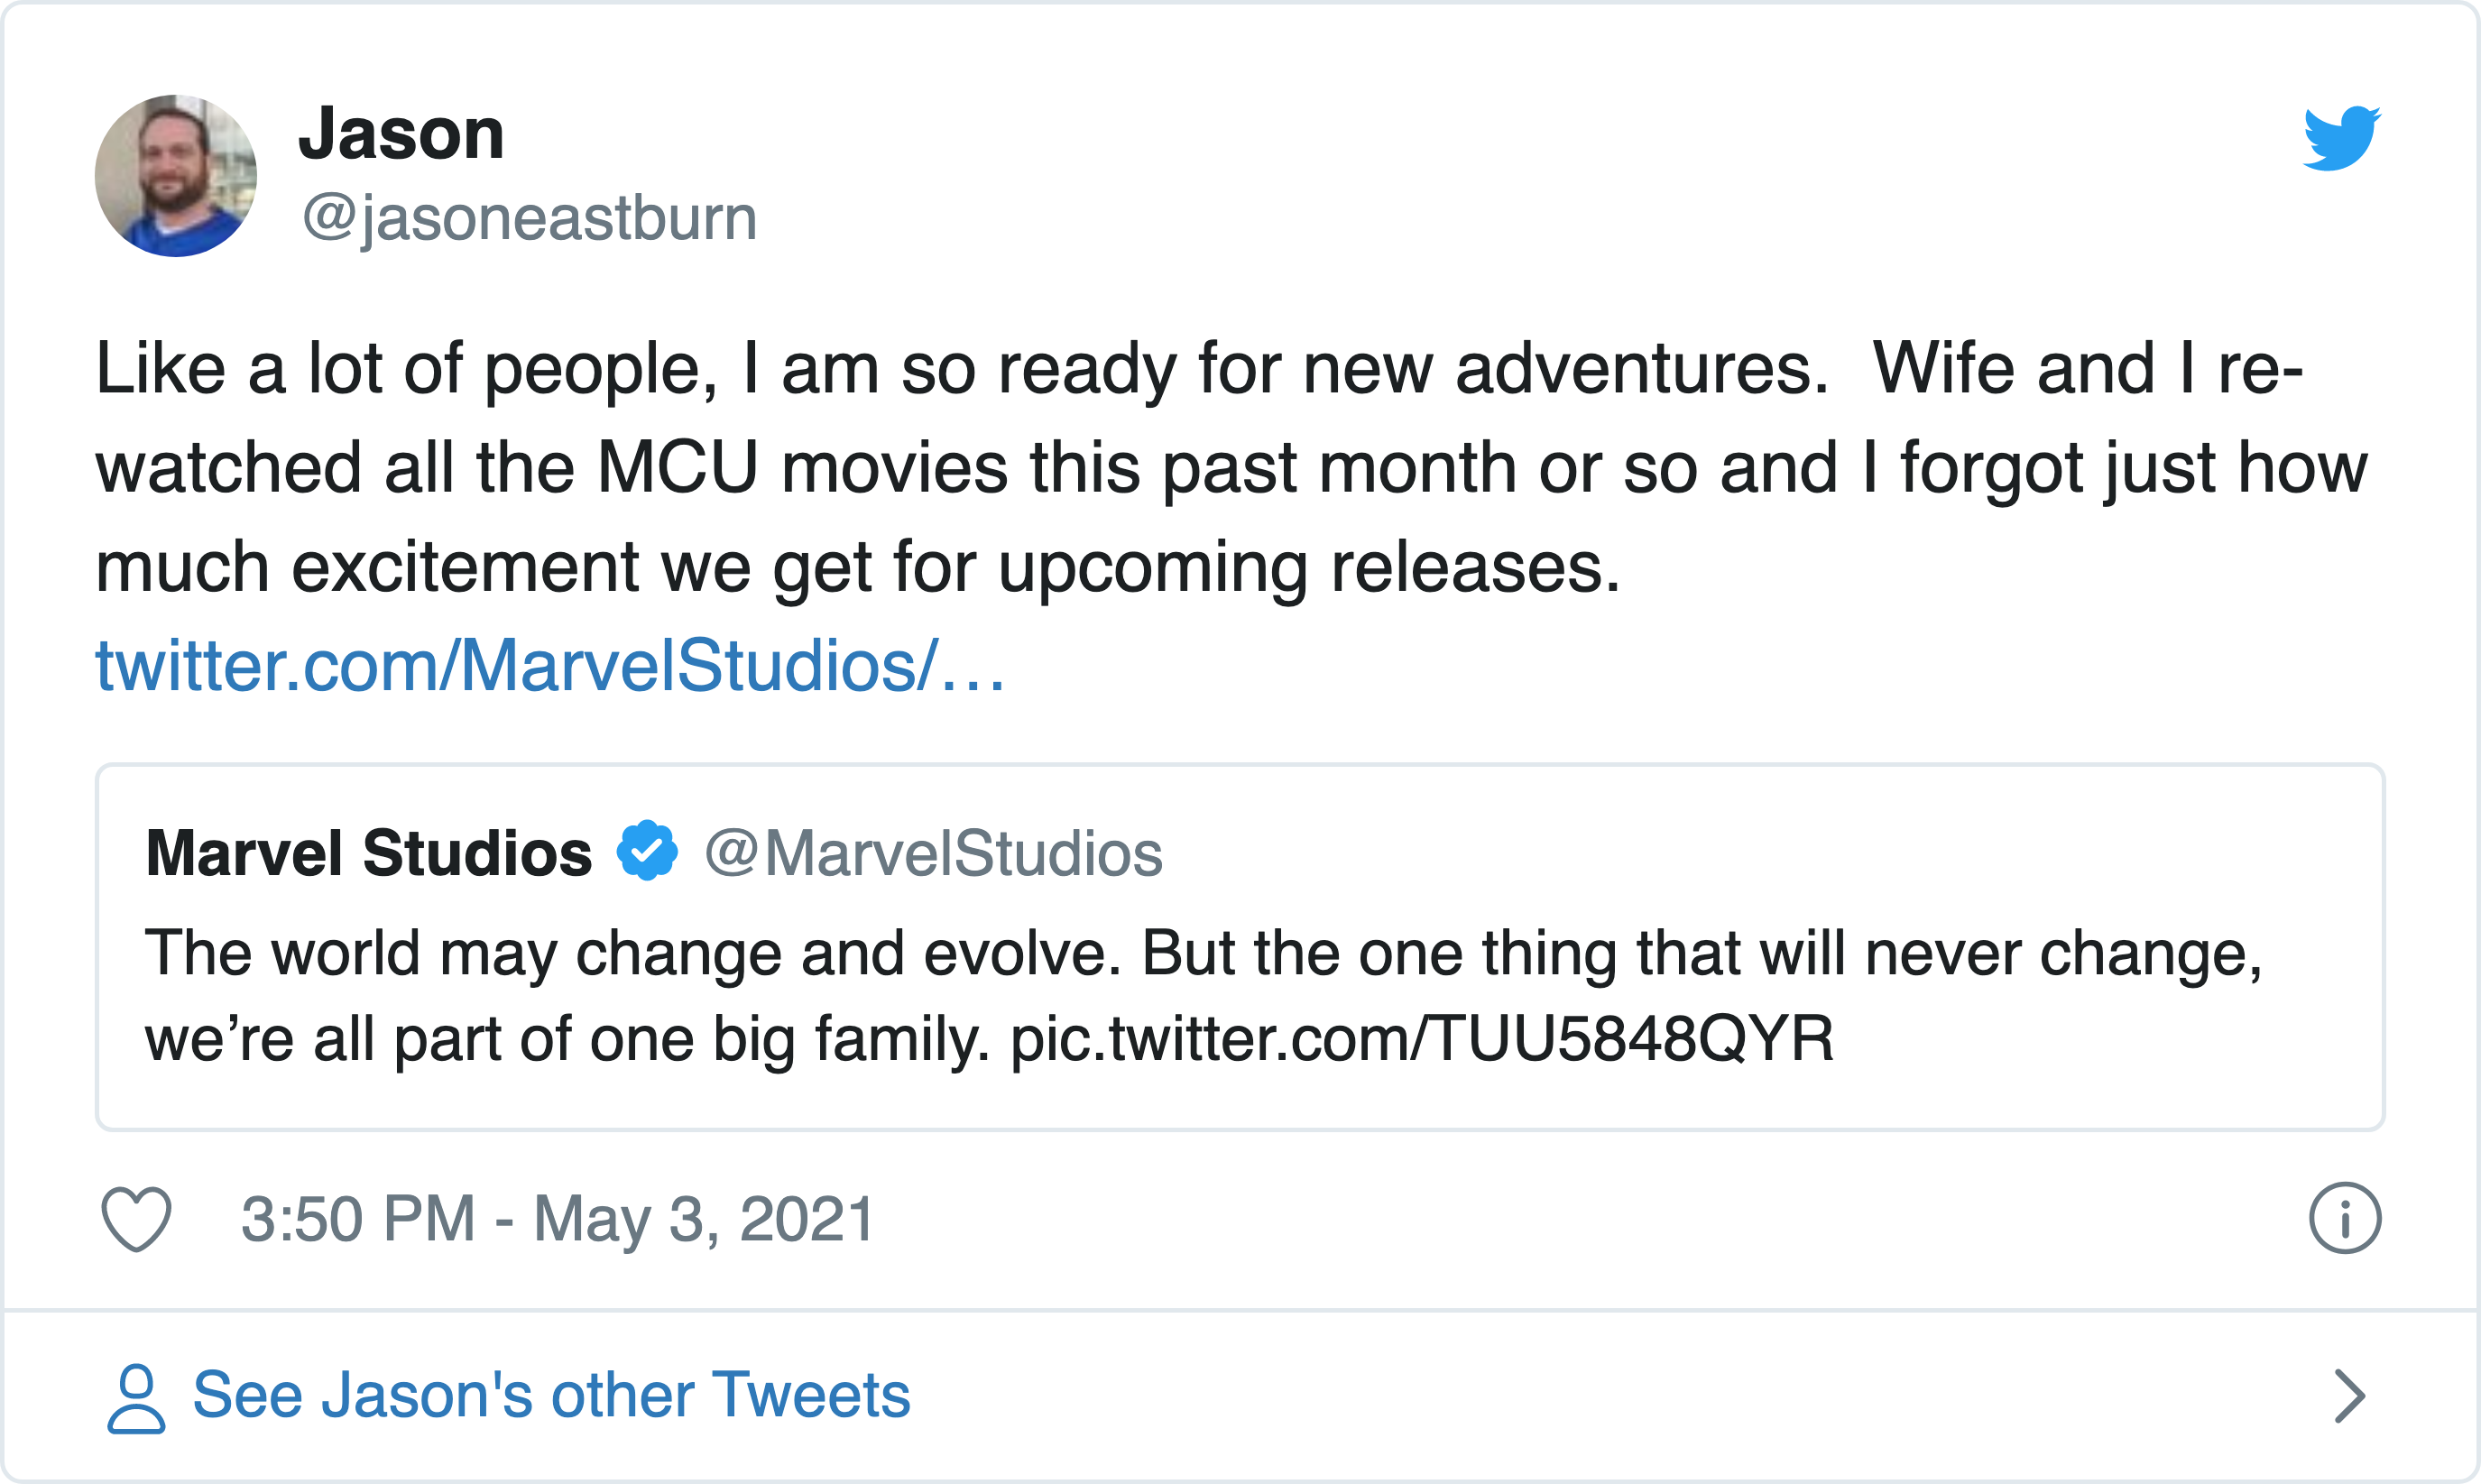 Jason
@jasoneastburn
Like a lot of people, I am so ready for new adventures.  Wife and I re-
watched all the MCU movies this past month or so and I forgot just how
much excitement we get for upcoming releases.
twitter.com/MarvelStudios/…
Marvel Studios @MarvelStudios
The world may change and evolve. But the one thing that will never change,
we’re all part of one big family. pic.twitter.com/TUU5848QYR
3:50 PM - May 3, 2021
See Jason's other Tweets